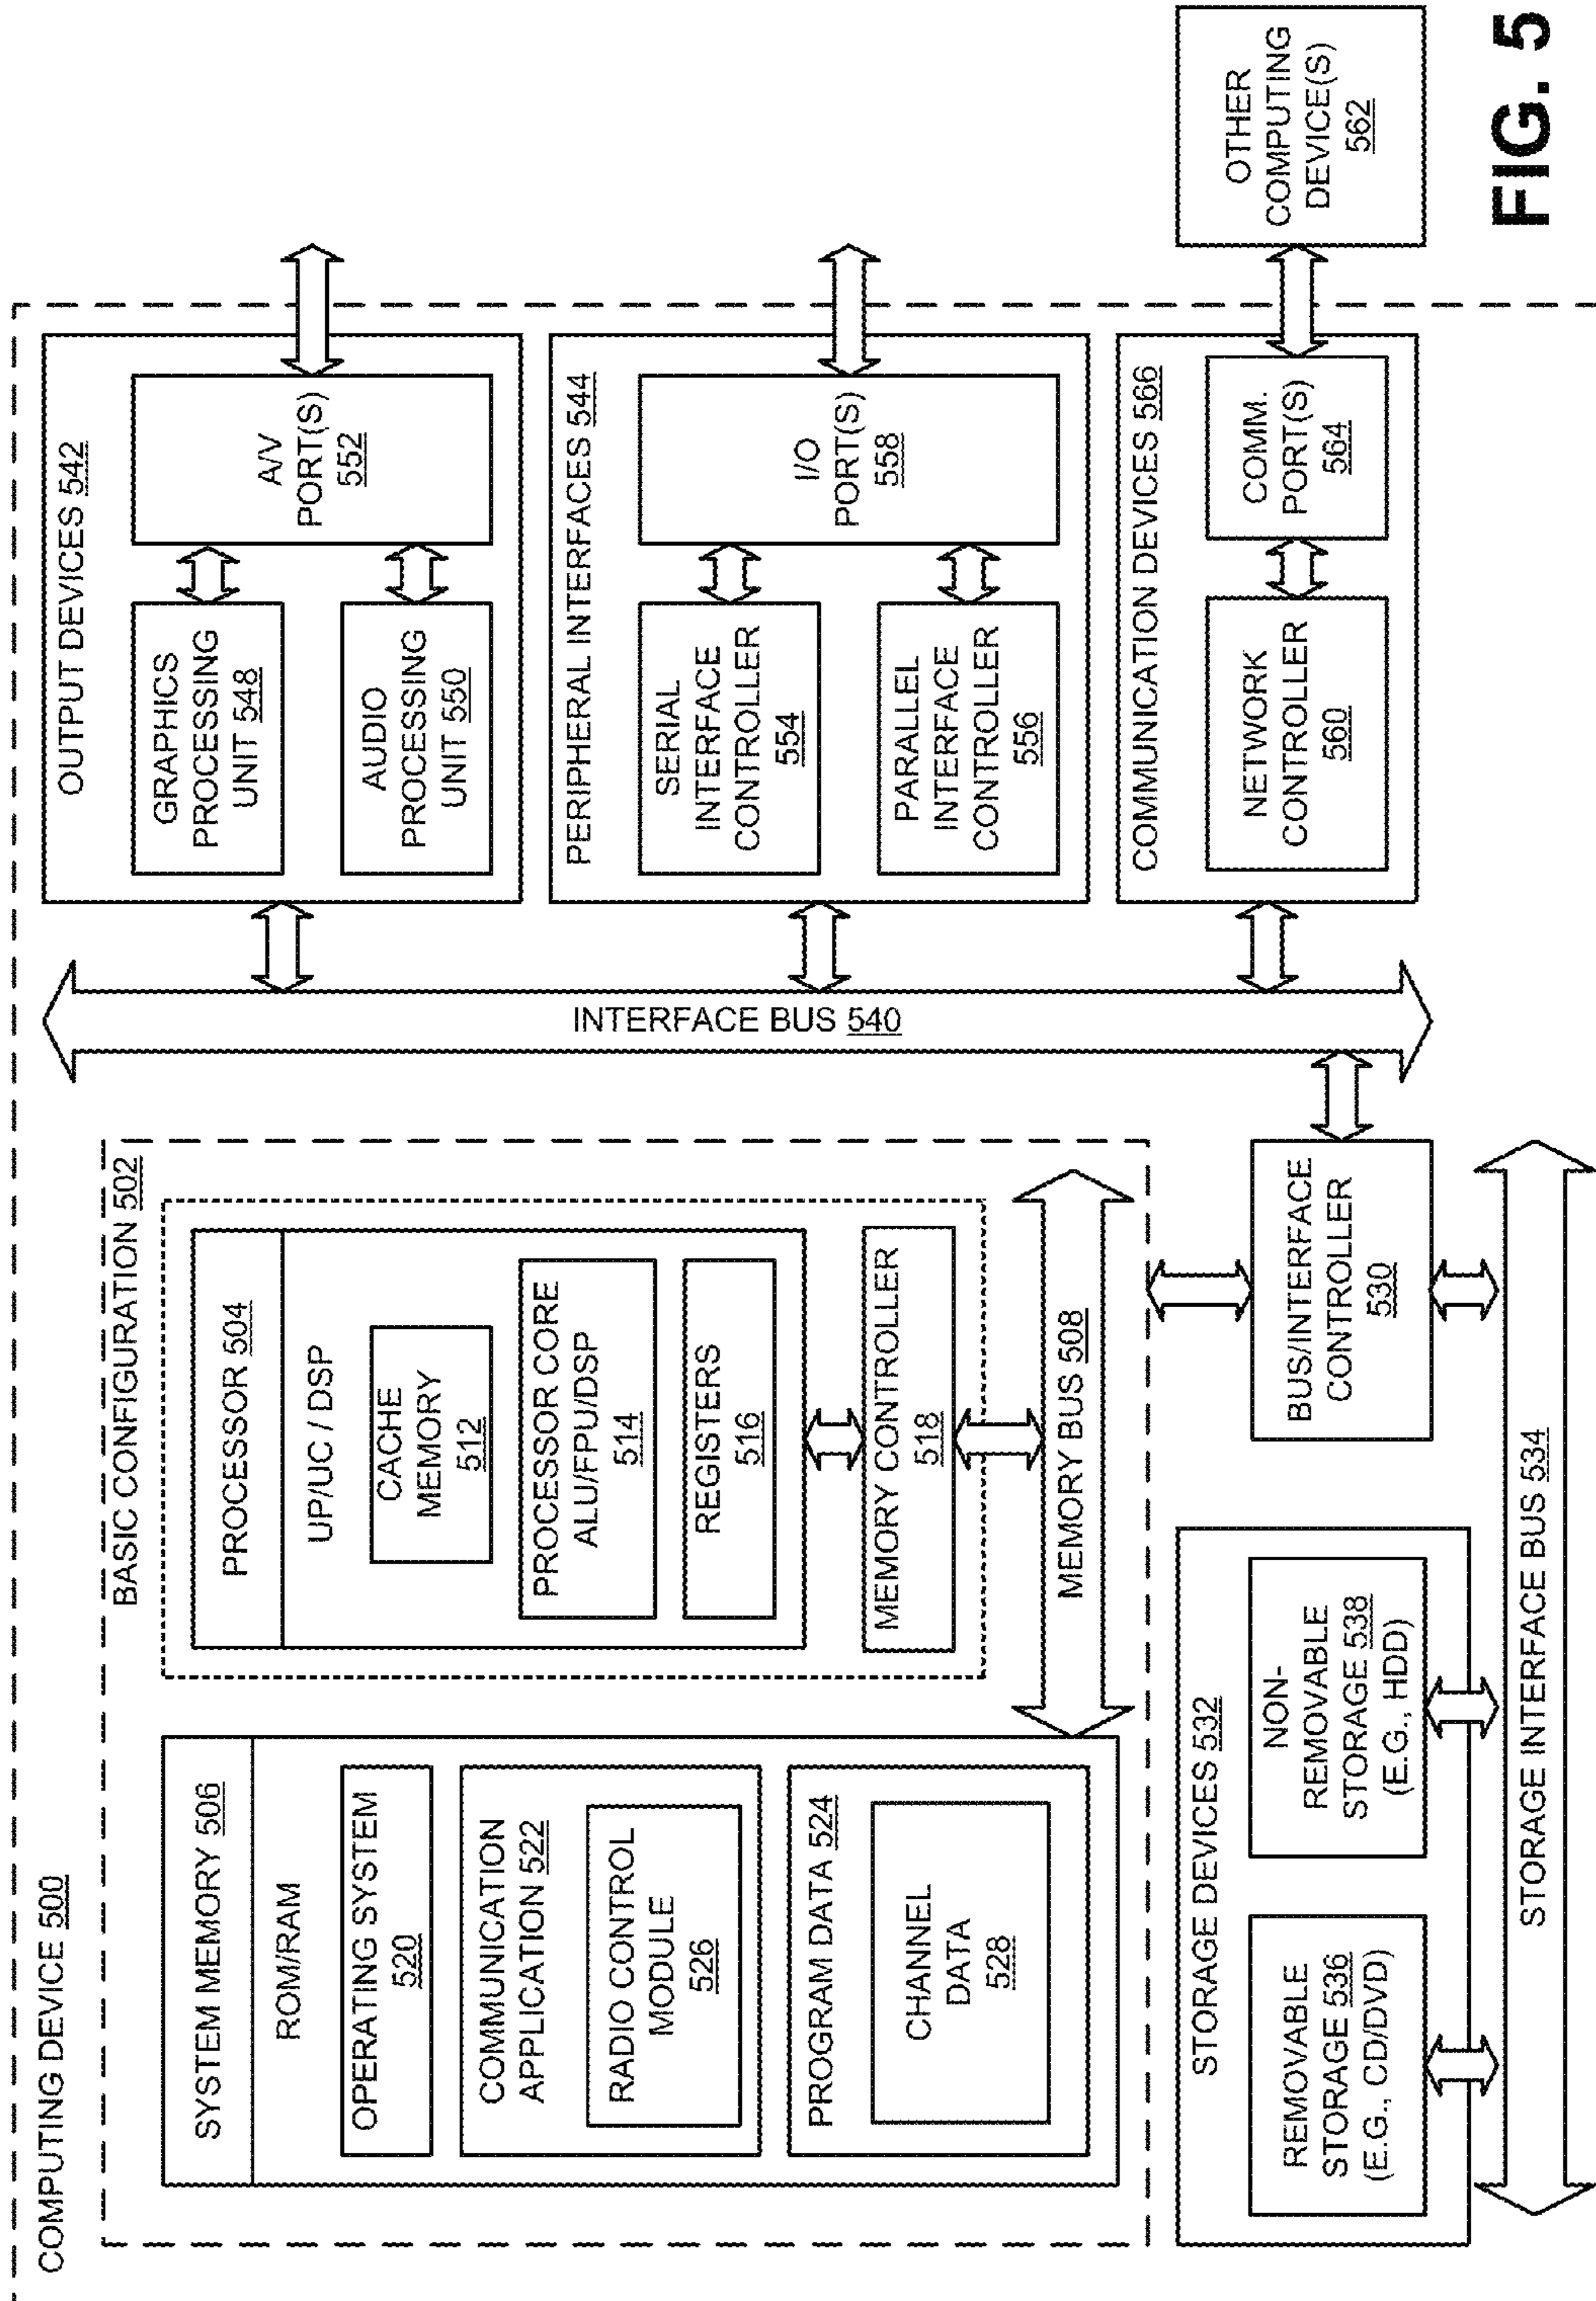 COMPUTING DEVICE 500
BASIC CONFIGURATION 502
SYSTEM MEMORY 506
ROM/RAM
OPERATING SYSTEM
520
COMMUNICATION
APPLICATION 522
RADIO CONTROL
MODULE
526
PROGRAM DATA 524
CHANNEL
DATA
528
PROCESSOR 504
UP/UC / DSP
CACHE
MEMORY
512
PROCESSOR CORE
ALU/FPU/DSP
514
REGISTERS
516
MEMORY CONTROLLER
518
MEMORY BUS 508
STORAGE DEVICES 532
REMOVABLE
STORAGE 536
(E.G., CD/DVD)
NON-
REMOVABLE
STORAGE 538
(E.G., HDD)
BUS/INTERFACE
CONTROLLER
530
STORAGE INTERFACE BUS 534
INTERFACE BUS 540
OUTPUT DEVICES 542
GRAPHICS
PROCESSING
UNIT 548
AUDIO
PROCESSING
UNIT 550
A/V
PORT(S)
552
PERIPHERAL INTERFACES 544
SERIAL
INTERFACE
CONTROLLER
554
PARALLEL
INTERFACE
CONTROLLER
556
I/O
PORT(S)
558
COMMUNICATION DEVICES 566
NETWORK
CONTROLLER
560
COMM.
PORT(S)
564
OTHER
COMPUTING
DEVICE(S)
562
FIG. 5